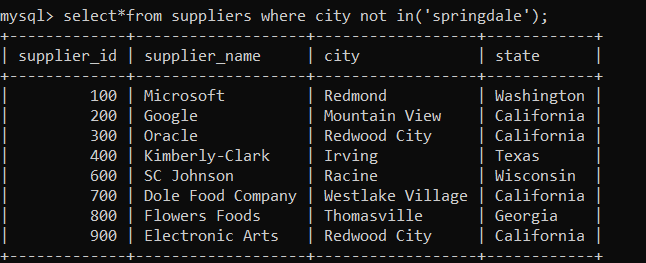 mysql> select*from suppliers where city not in('springdale');
+-------------+-------------------+------------------+------------+
| supplier_id | supplier_name     | city             | state      |
+-------------+-------------------+------------------+------------+
|         100 | Microsoft         | Redmond          | Washington |
|         200 | Google            | Mountain View    | California |
|         300 | Oracle            | Redwood City     | California |
|         400 | Kimberly-Clark    | Irving           | Texas      |
|         600 | SC Johnson        | Racine           | Wisconsin  |
|         700 | Dole Food Company | Westlake Village | California |
|         800 | Flowers Foods     | Thomasville      | Georgia    |
|         900 | Electronic Arts   | Redwood City     | California |
+-------------+-------------------+------------------+------------+